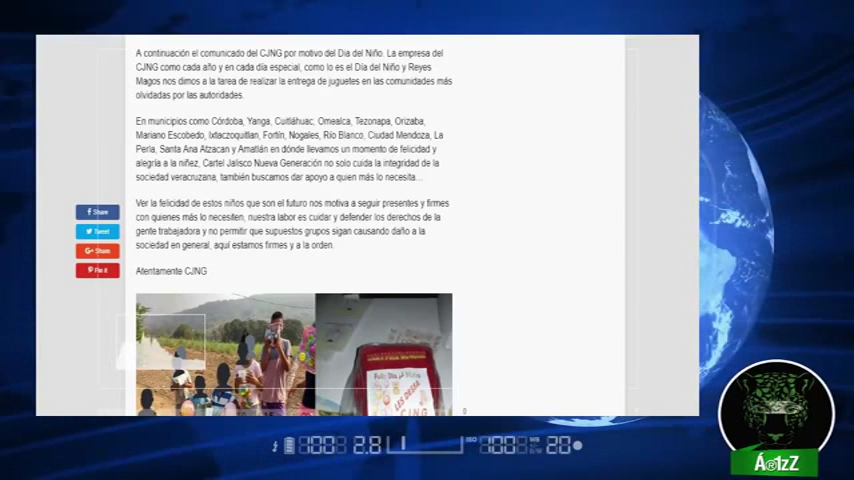 A continuación el comunicado del CJNG por motivo del Dia del Niño. La empresa del
CJNG como cada año y en cada día especial, como lo es el Día del Niño y Reyes
Magos nos dimos a la tarea de realizar la entrega de juguetes en las comunidades más
olvidadas por las autoridades.
En municipios como Córdoba, Yanga, Cuitláhuac, Omealca, Tezonapa, Orizaba,
Mariano Escobedo, Ixtaczoquitlan, Fortín, Nogales, Río Blanco, Ciudad Mendoza, La
Perla, Santa Ana Atzacan y Amatlán en dónde llevamos un momento de felicidad y
alegría a la niñez, Cartel Jalisco Nueva Generación no solo cuida la integridad de la
sociedad veracruzana, también buscamos dar apoyo a quien más lo necesita…
Ver la felicidad de estos niños que son el futuro nos motiva a seguir presentes y firmes
con quienes más lo necesiten, nuestra labor es cuidar y defender los derechos de la
gente trabajadora y no permitir que supuestos grupos sigan causando daño a la
sociedad en general, aquí estamos firmes y a la orden.
Atentamente CJNG
Share
Tweet
G+ Share
Pin it
LES DESEA
CJNG
100 2.8 ISO 100 20
Á®1zZ